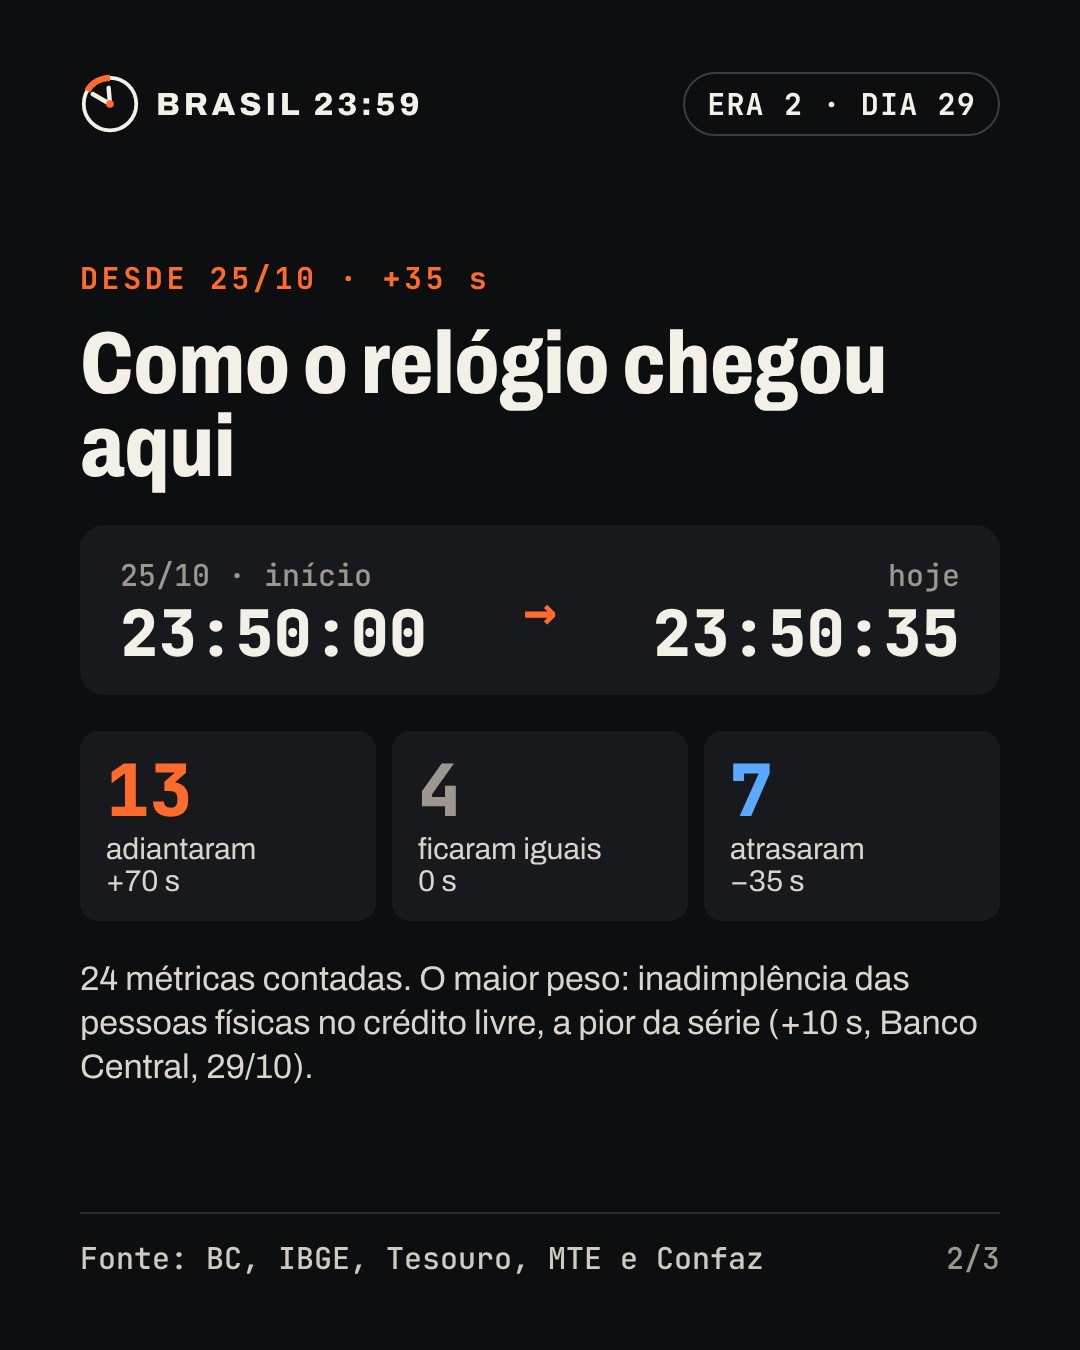 BRASIL 23:59
ERA 2 · DIA 29
DESDE 25/10 · +35 s
Como o relógio chegou
aqui
25/10 · início
hoje
23:50:00
→
23:50:35
13
adiantaram
+70 s
4
ficaram iguais
0 s
7
atrasaram
−35 s
24 métricas contadas. O maior peso: inadimplência das
pessoas físicas no crédito livre, a pior da série (+10 s, Banco
Central, 29/10).
Fonte: BC, IBGE, Tesouro, MTE e Confaz
2/3